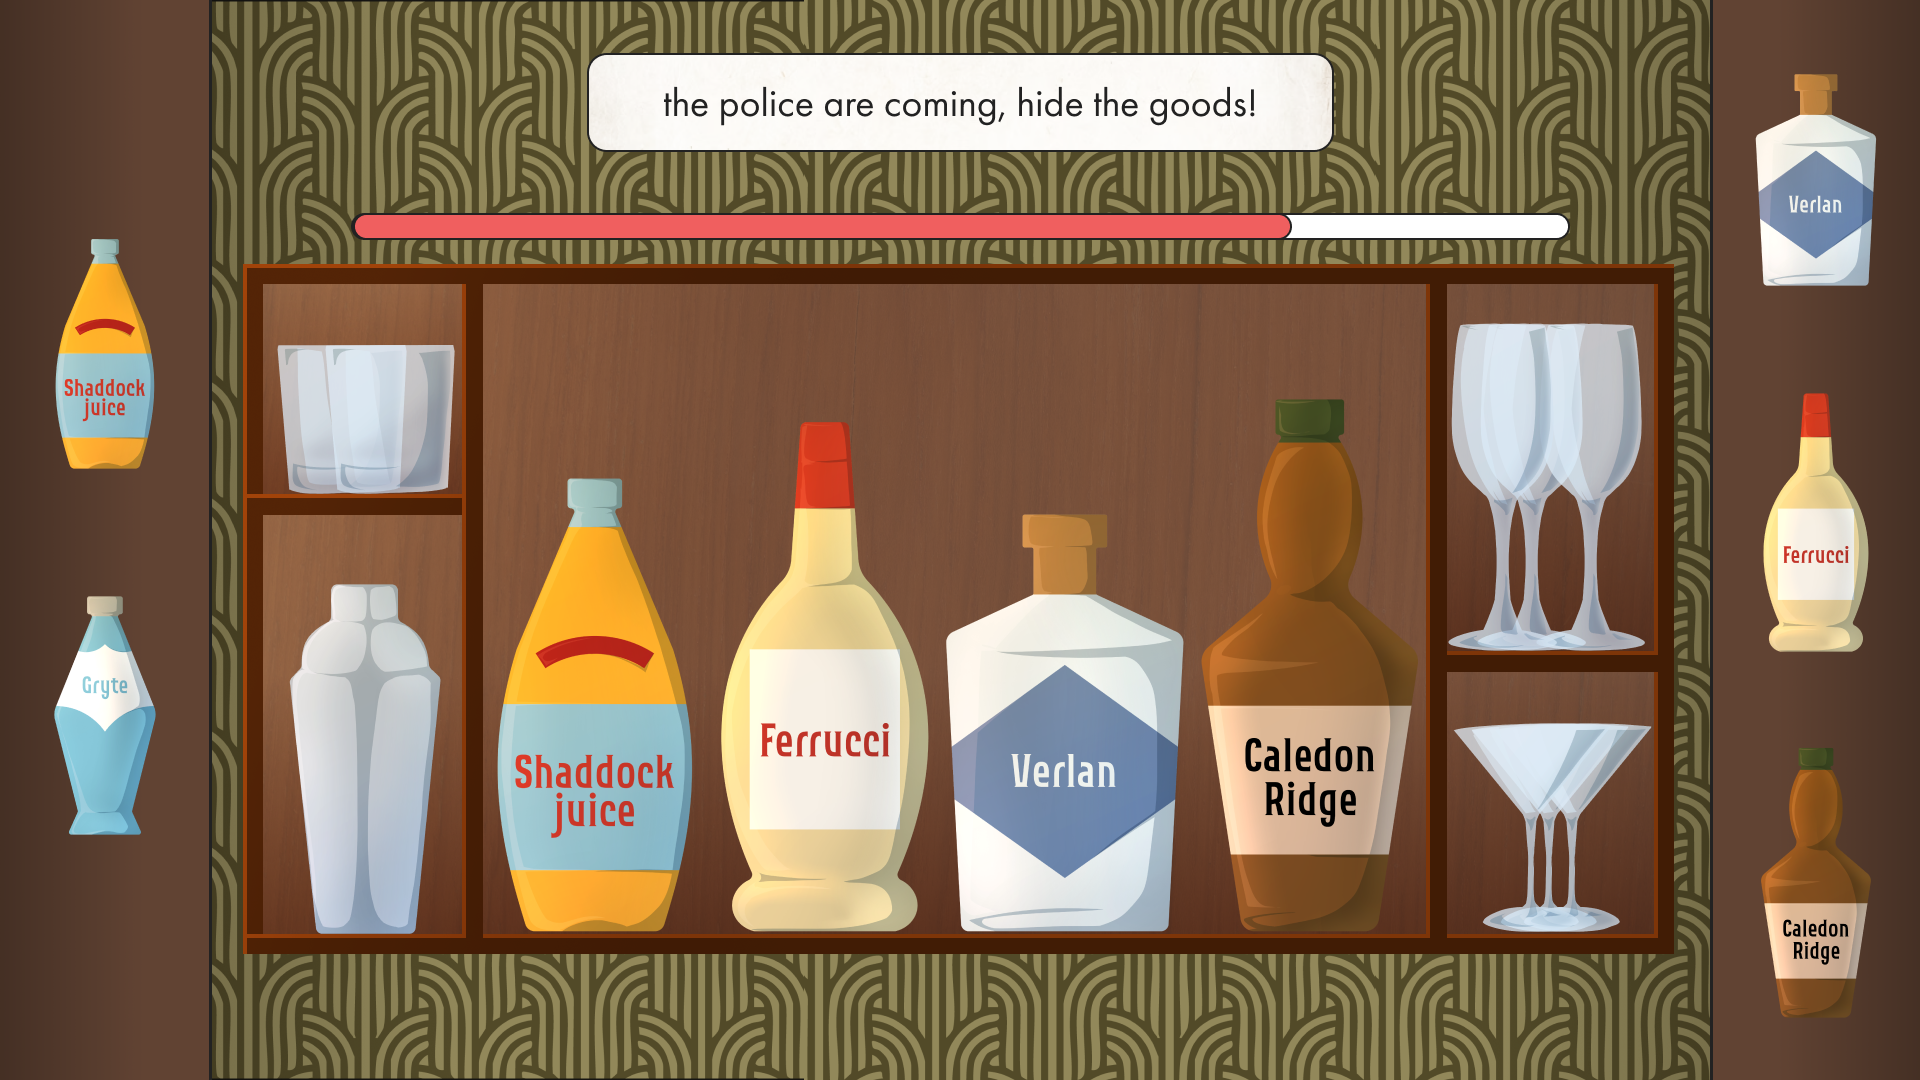 the police are coming, hide the goods!
Shaddock
juice
Gryte
Shaddock
juice
Ferrucci
Verlan
Caledon
Ridge
Verlan
Ferrucci
Caledon
Ridge